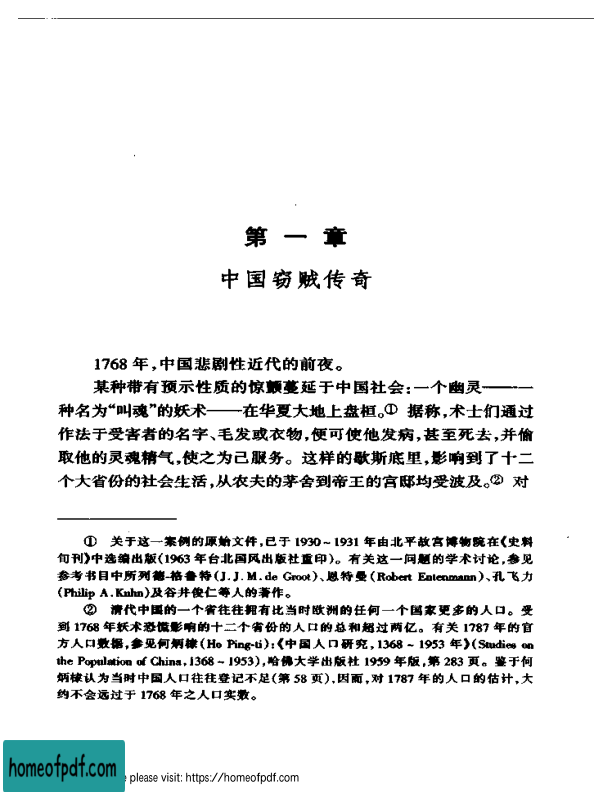 第一章
中国窃贼传奇
1768 年，中国悲剧性近代的前夜。
某种带有预示性质的惊颤蔓延于中国社会：一个幽灵——一
种名为“叫魂”的妖术——在华夏大地上盘桓。① 据称，术士们通过
作法于受害者的名字、毛发或衣物，便可使他发病，甚至死去，并偷
取他的灵魂精气，使之为己服务。这样的歇斯底里，影响到了十二
个大省份的社会生活，从农夫的茅舍到帝王的宫邸均受波及。② 对
① 关于这一案例的原始文件，已于 1930～1931 年由北平故宫博物院在《史料
旬刊》中选编出版(1963 年台北国风出版社重印)。有关这一问题的学术讨论，参见
参考书目中所列德-格鲁特(J.J.M.de Groot)、恩特曼(Robert Entenmann)、孔飞力
(Philip A.Kuhn)及谷井俊仁等人的著作。
② 清代中国的一个省往往拥有比当时欧洲的任何一个国家更多的人口。受
到 1768 年妖术恐慌影响的十二个省份的人口的总和超过两亿。有关 1787 年的官
方人口数据，参见何炳棣(Ho Ping-ti)：《中国人口研究，1368～1953 年》(Studies on
the Population of China,1368～1953)，哈佛大学出版社 1959 年版，第 283 页。鉴于何
炳棣认为当时中国人口往往登记不足(第 58 页)，因而，对 1787 年的人口的估计，大
约不会远过于 1768 年之人口实数。
homeofpdf.com
please visit: https://homeofpdf.com